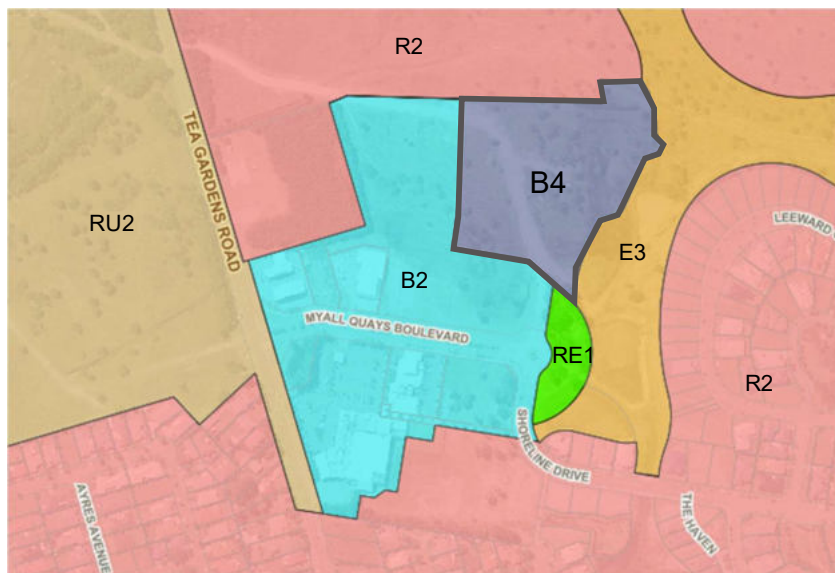 R2
TEA GARDENS ROAD
B4
LEEWARD
RU2
E3
B2
MYALL QUAYS BOULEVARD
RE1
R2
SHORELINE DRIVE
AYRES AVENUE
THE HAVEN